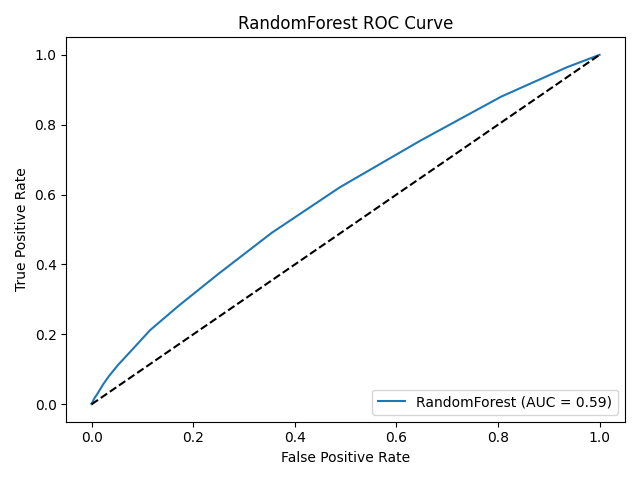 RandomForest ROC Curve
True Positive Rate
1.0
0.8
0.6
0.4
0.2
0.0
RandomForest (AUC = 0.59)
0.0 0.2 0.4 0.6 0.8 1.0
False Positive Rate